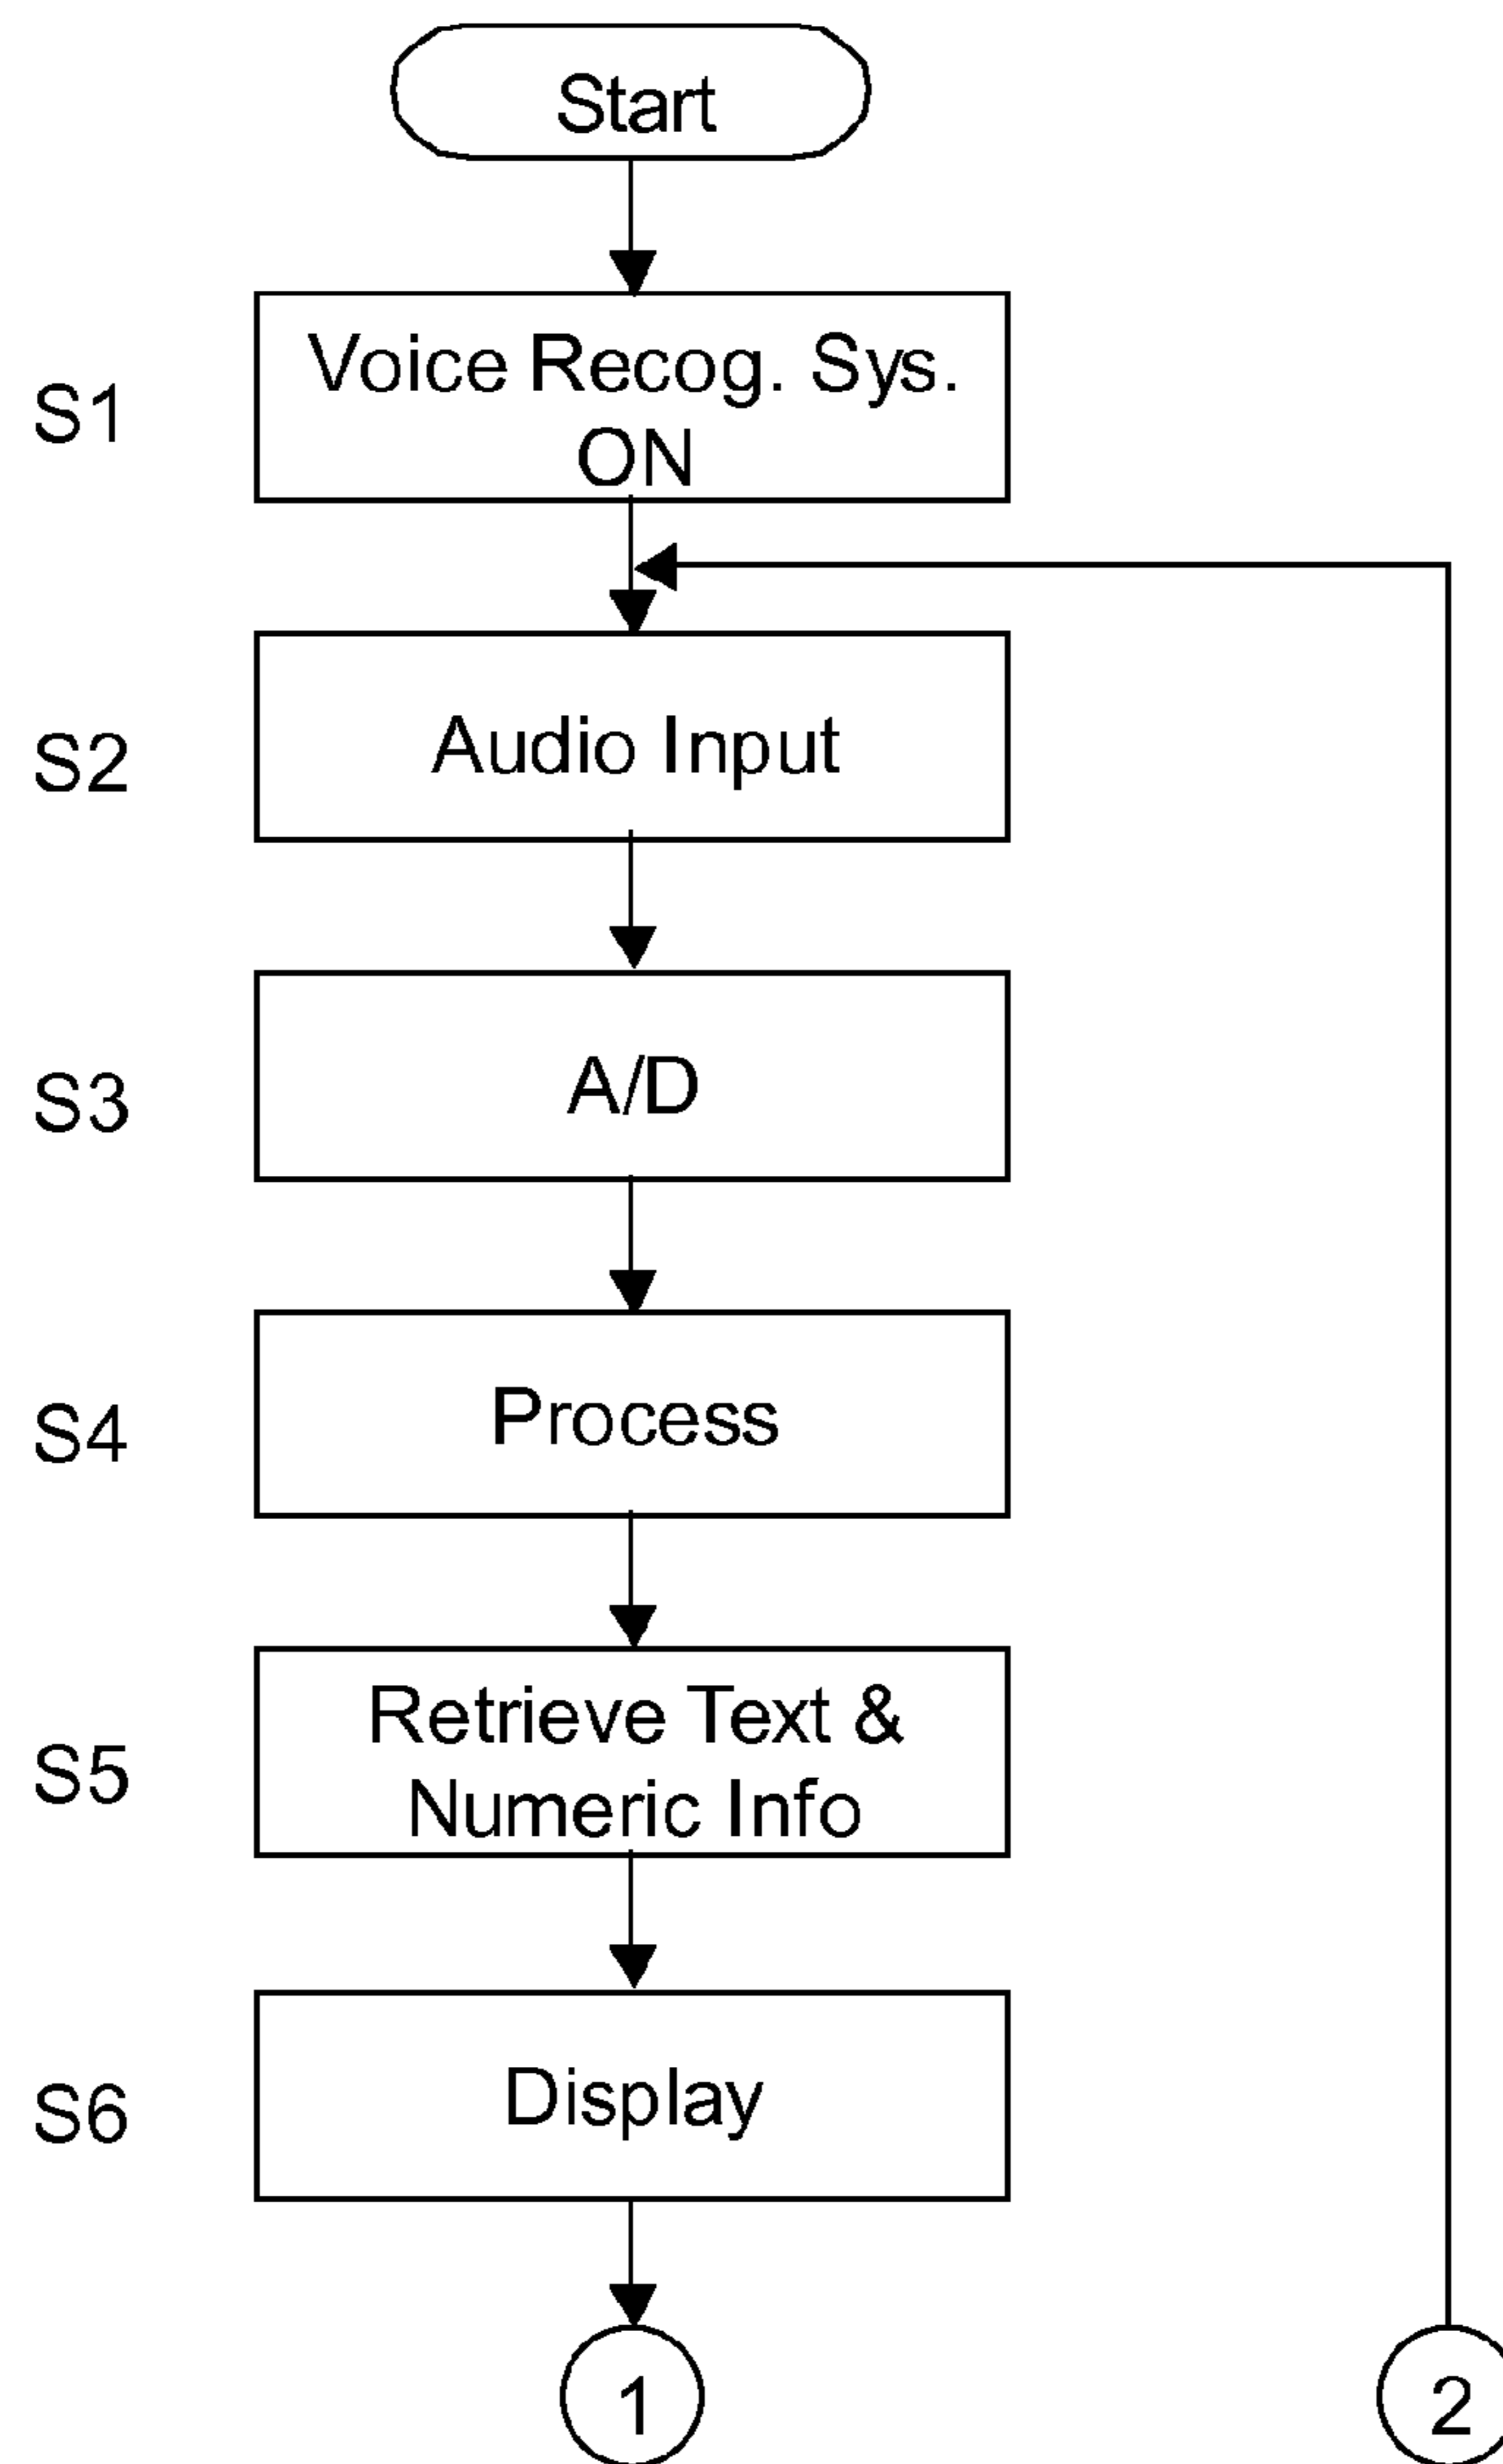 Start
S1
Voice Recog. Sys.
ON
S2
Audio Input
S3
A/D
S4
Process
S5
Retrieve Text &
Numeric Info
S6
Display
1
2